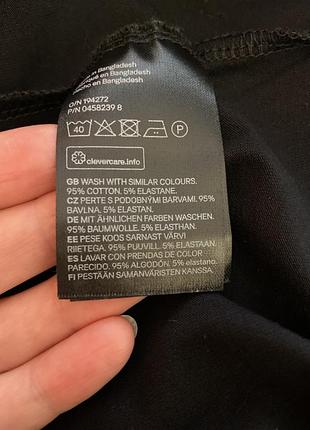 in Bangladesh
en Bangladesh
Hecho en Bangladesh
O/N 194272
P/N 0458239 8
40 P
clevercare.info
GB WASH WITH SIMILAR COLOURS.
95% COTTON. 5% ELASTANE.
CZ PERTE S PODOBNÝMI BARVAMI. 95%
BAVLNA. 5% ELASTAN.
DE MIT ÄHNLICHEN FARBEN WASCHEN.
95% BAUMWOLLE. 5% ELASTHAN.
EE PESE KOOS SARNAST VÄRVI
RIIETEGA. 95% PUUVILL. 5% ELASTAAN.
ES LAVAR CON PRENDAS DE COLOR
PARECIDO. 95% ALGODÓN. 5% elastano.
FI PESTÄÄN SAMANVÄRISTEN KANSSA.